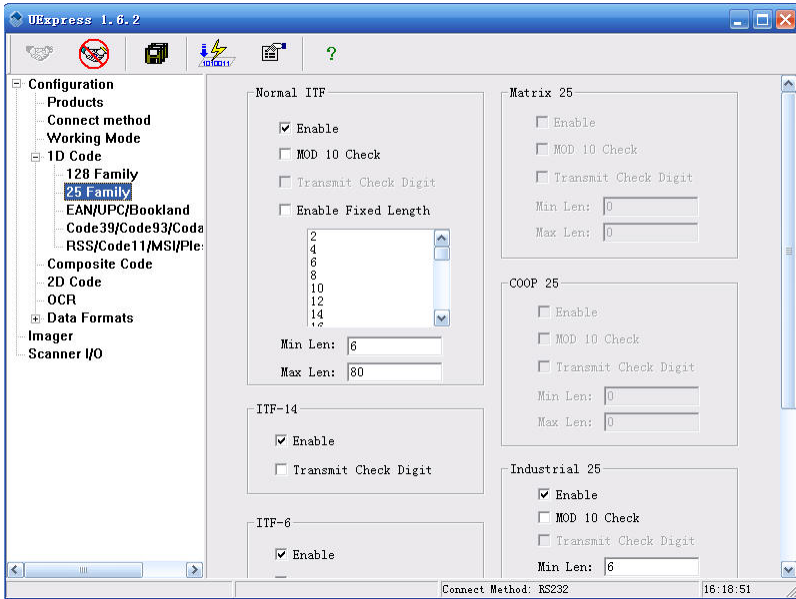 UExpress 1.6.2
1010011
?
Configuration
Products
Connect method
Working Mode
1D Code
128 Family
25 Family
EAN/UPC/Bookland
Code39/Code93/Coda
RSS/Code11/MSI/Ples
Composite Code
2D Code
OCR
Data Formats
Imager
Scanner I/O
Normal ITF
Enable
MOD 10 Check
Transmit Check Digit
Enable Fixed Length
2
4
6
8
10
12
14
16
Min Len: 6
Max Len: 80
ITF-14
Enable
Transmit Check Digit
ITF-6
Enable
Matrix 25
Enable
MOD 10 Check
Transmit Check Digit
Min Len: 0
Max Len: 0
COOP 25
Enable
MOD 10 Check
Transmit Check Digit
Min Len: 0
Max Len: 0
Industrial 25
Enable
MOD 10 Check
Transmit Check Digit
Min Len: 6
Connect Method: RS232
16:18:51